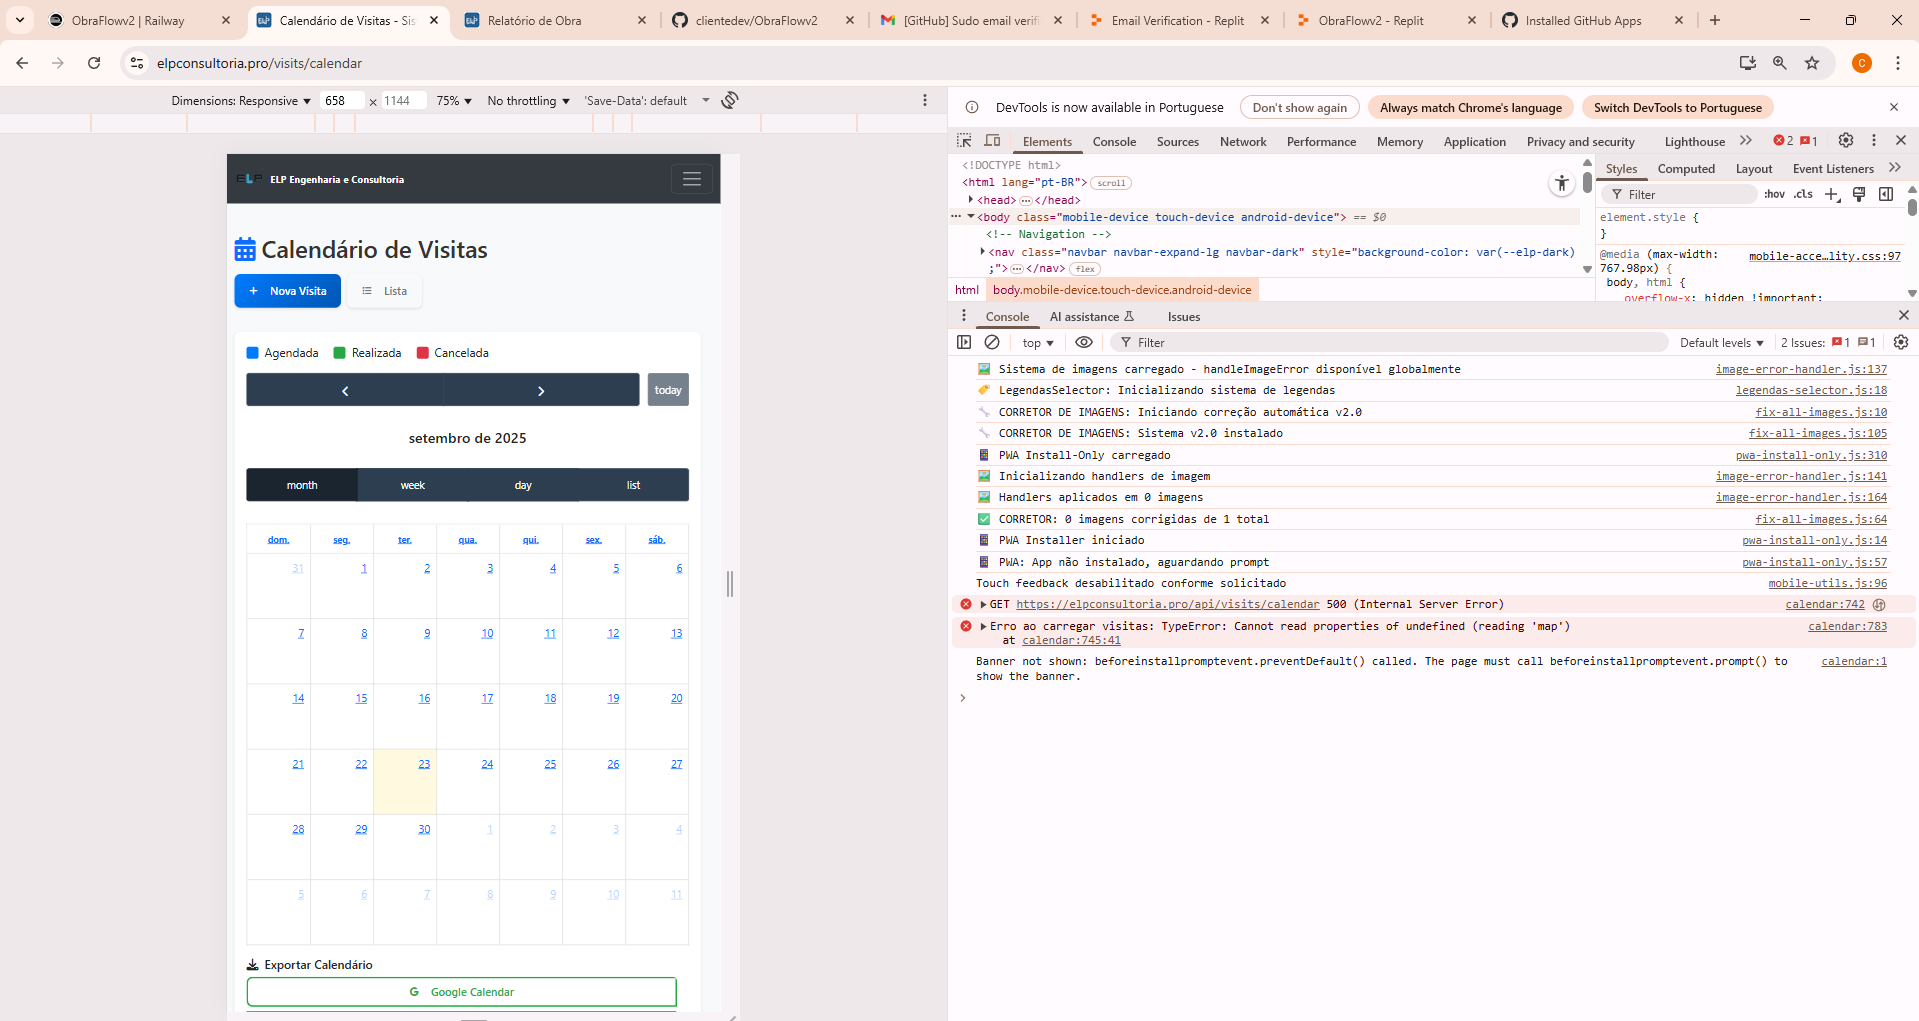 ObraFlowv2 | Railway
Calendário de Visitas - Sis
Relatório de Obra
clientedev/ObraFlowv2
[GitHub] Sudo email verifi
Email Verification - Replit
ObraFlowv2 - Replit
Installed GitHub Apps
elpconsultoria.pro/visits/calendar
C
Dimensions: Responsive 658 × 1144 75% No throttling 'Save-Data': default
DevTools is now available in Portuguese Don't show again Always match Chrome's language Switch DevTools to Portuguese
Elements Console Sources Network Performance Memory Application Privacy and security Lighthouse 2 1
<!DOCTYPE html>
<html lang="pt-BR"> scroll
<head> ... </head>
<body class="mobile-device touch-device android-device"> == $0
<!-- Navigation -->
<nav class="navbar navbar-expand-lg navbar-dark" style="background-color: var(--elp-dark)
;"> ... </nav> flex
html body.mobile-device.touch-device.android-device
Styles Computed Layout Event Listeners
Filter :hov .cls
element.style {
}
@media (max-width: mobile-acce…lity.css:97
767.98px) {
body, html {
overflow-x: hidden !important;
Console AI assistance Issues
top Filter Default levels 2 Issues: 1 1
Sistema de imagens carregado - handleImageError disponível globalmente image-error-handler.js:137
LegendasSelector: Inicializando sistema de legendas legendas-selector.js:18
CORRETOR DE IMAGENS: Iniciando correção automática v2.0 fix-all-images.js:10
CORRETOR DE IMAGENS: Sistema v2.0 instalado fix-all-images.js:105
PWA Install-Only carregado pwa-install-only.js:310
Inicializando handlers de imagem image-error-handler.js:141
Handlers aplicados em 0 imagens image-error-handler.js:164
CORRETOR: 0 imagens corrigidas de 1 total fix-all-images.js:64
PWA Installer iniciado pwa-install-only.js:14
PWA: App não instalado, aguardando prompt pwa-install-only.js:57
Touch feedback desabilitado conforme solicitado mobile-utils.js:96
GET https://elpconsultoria.pro/api/visits/calendar 500 (Internal Server Error) calendar:742
Erro ao carregar visitas: TypeError: Cannot read properties of undefined (reading 'map') calendar:783
at calendar:745:41
Banner not shown: beforeinstallpromptevent.preventDefault() called. The page must call beforeinstallpromptevent.prompt() to calendar:1
show the banner.
ELP ELP Engenharia e Consultoria
Calendário de Visitas
+ Nova Visita Lista
Agendada Realizada Cancelada
today
setembro de 2025
month week day list
dom. seg. ter. qua. qui. sex. sáb.
31 1 2 3 4 5 6
7 8 9 10 11 12 13
14 15 16 17 18 19 20
21 22 23 24 25 26 27
28 29 30 1 2 3 4
5 6 7 8 9 10 11
Exportar Calendário
G Google Calendar